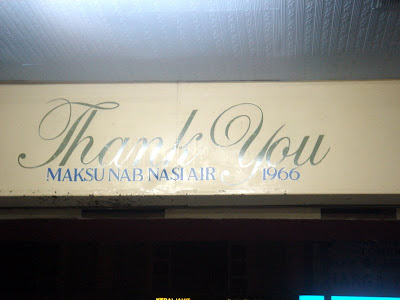 Thank You
MAKSU NAB NASI AIR 1966